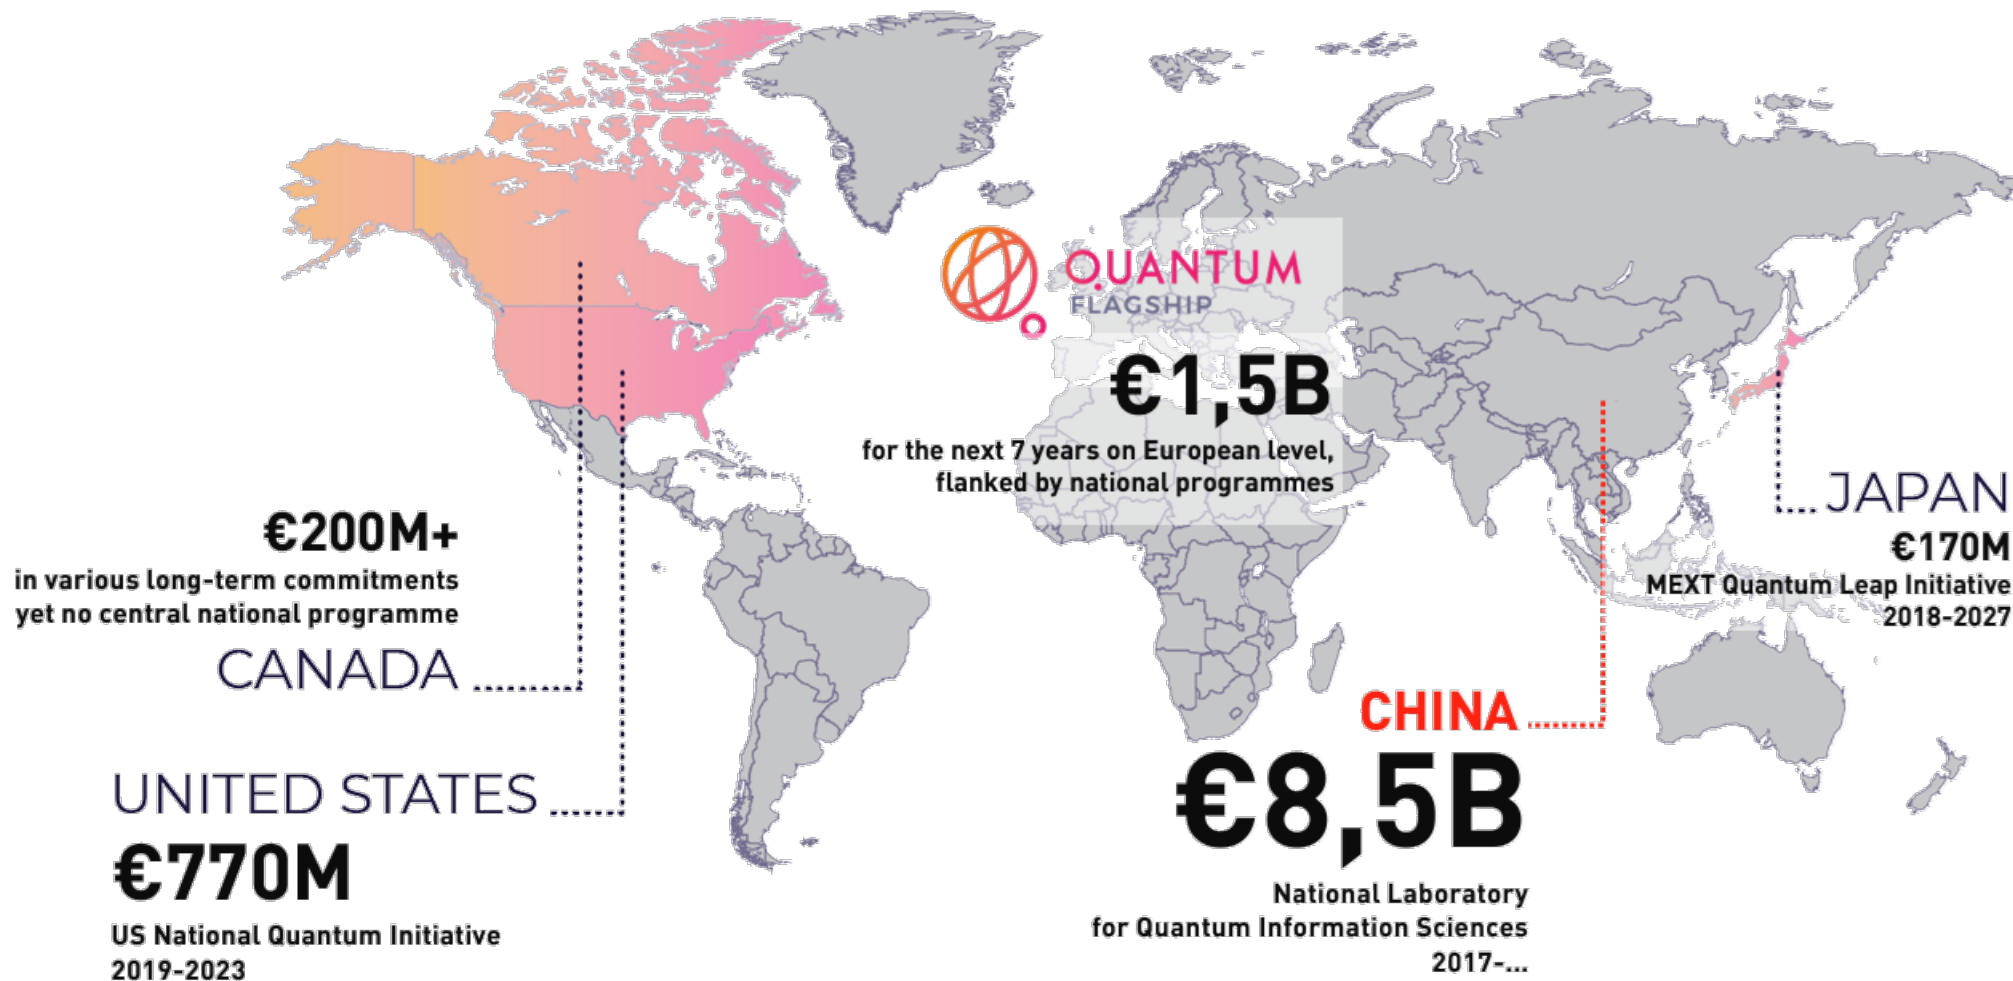 QUANTUM
FLAGSHIP
€1,5B
for the next 7 years on European level,
flanked by national programmes
€200M+
in various long-term commitments
yet no central national programme
CANADA
UNITED STATES
€770M
US National Quantum Initiative
2019-2023
JAPAN
€170M
MEXT Quantum Leap Initiative
2018-2027
CHINA
€8,5B
National Laboratory
for Quantum Information Sciences
2017-...